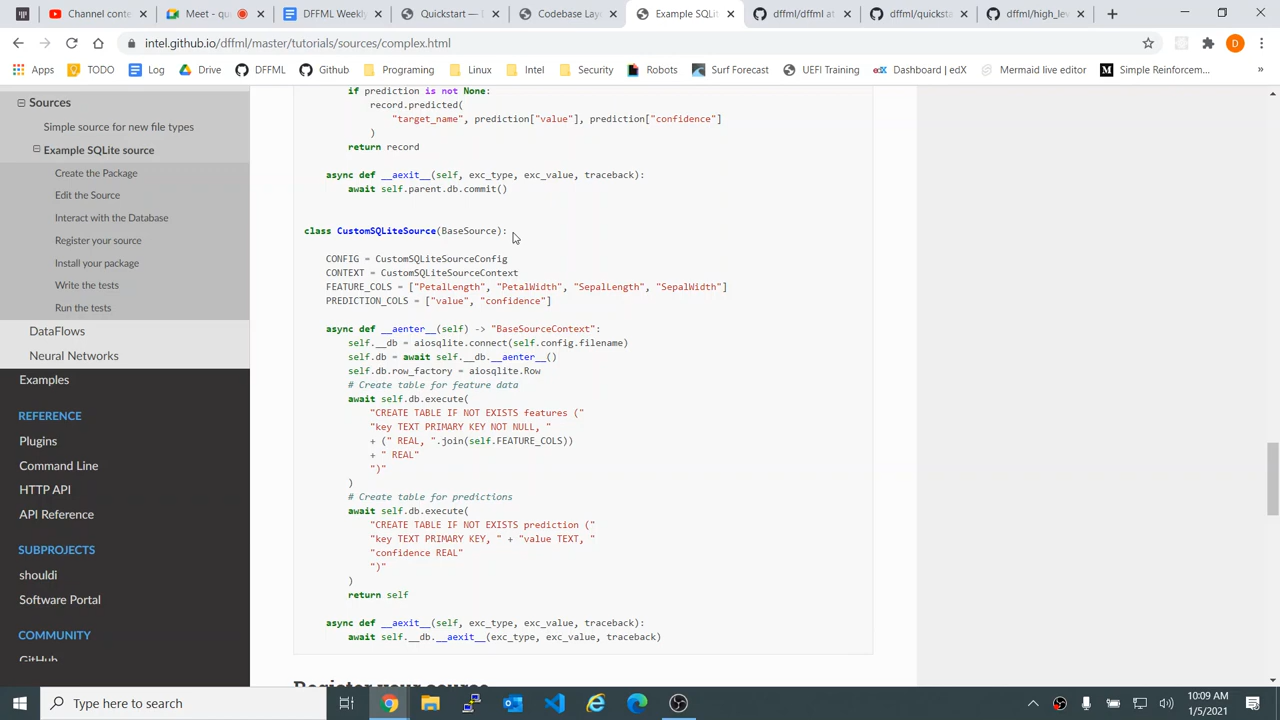 Channel conte
Meet - qu
DFFML Weekly
Quickstart — D
Codebase Layo
Example SQLit
dffml/dffml at
dffml/quicksta
dffml/high_lev
intel.github.io/dffml/master/tutorials/sources/complex.html
D
Apps
TODO
Log
Drive
DFFML
Github
Programing
Linux
Intel
Security
Robots
Surf Forecast
UEFI Training
edX
Dashboard | edX
Mermaid live editor
M
Simple Reinforcem...
»
Sources
Simple source for new file types
Example SQLite source
Create the Package
Edit the Source
Interact with the Database
Register your source
Install your package
Write the tests
Run the tests
DataFlows
Neural Networks
Examples
REFERENCE
Plugins
Command Line
HTTP API
API Reference
SUBPROJECTS
shouldi
Software Portal
COMMUNITY
GitHub
if prediction is not None:
record.predicted(
"target_name", prediction["value"], prediction["confidence"]
)
return record
async def __aexit__(self, exc_type, exc_value, traceback):
await self.parent.db.commit()
class CustomSQLiteSource(BaseSource):
CONFIG = CustomSQLiteSourceConfig
CONTEXT = CustomSQLiteSourceContext
FEATURE_COLS = ["PetalLength", "PetalWidth", "SepalLength", "SepalWidth"]
PREDICTION_COLS = ["value", "confidence"]
async def __aenter__(self) -> "BaseSourceContext":
self.__db = aiosqlite.connect(self.config.filename)
self.db = await self.__db.__aenter__()
self.db.row_factory = aiosqlite.Row
# Create table for feature data
await self.db.execute(
"CREATE TABLE IF NOT EXISTS features ("
"key TEXT PRIMARY KEY NOT NULL, "
+ (" REAL, ".join(self.FEATURE_COLS))
+ " REAL"
")"
)
# Create table for predictions
await self.db.execute(
"CREATE TABLE IF NOT EXISTS prediction ("
"key TEXT PRIMARY KEY, " + "value TEXT, "
"confidence REAL"
")"
)
return self
async def __aexit__(self, exc_type, exc_value, traceback):
await self.__db.__aexit__(exc_type, exc_value, traceback)
Register your source
Type here to search
10:09 AM
1/5/2021